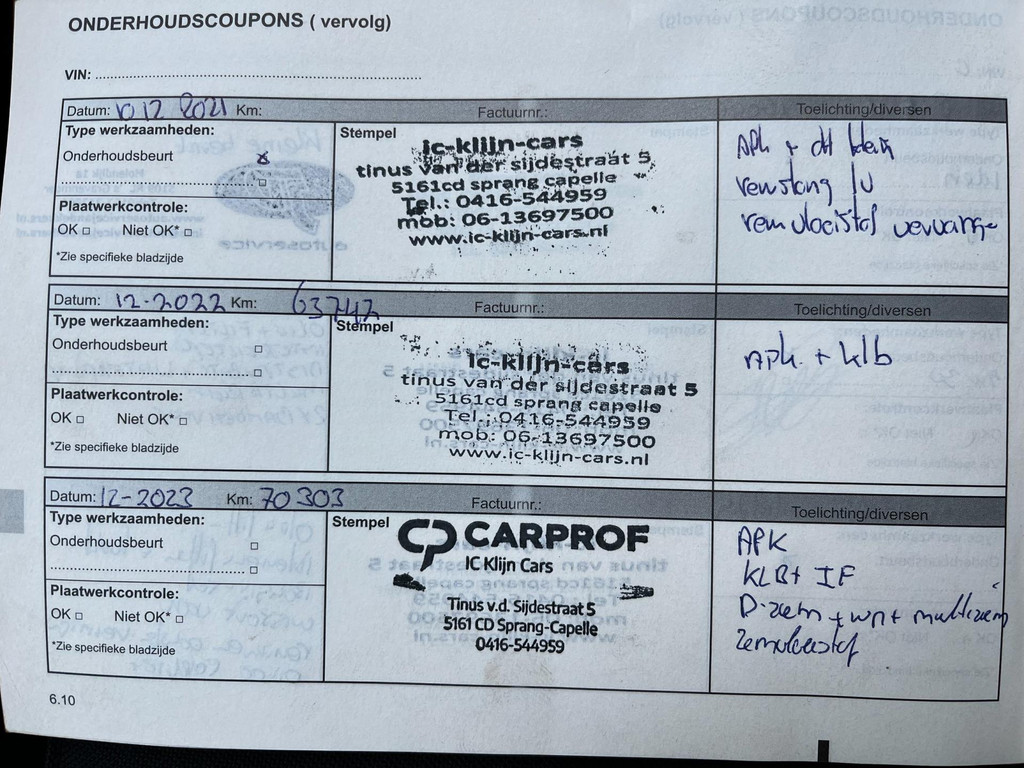 ONDERHOUDSCOUPONS ( vervolg)
VIN:
Datum: 10 12 2021 Km: Factuurnr.: Toelichting/diversen
Type werkzaamheden:
Onderhoudsbeurt x
Plaatwerkcontrole:
OK □ Niet OK* □
*Zie specifieke bladzijde
Stempel
ic-klijn-cars
tinus van der sijdestraat 5
5161cd sprang capelle
Tel.: 0416-544959
mob: 06-13697500
www.ic-klijn-cars.nl
APK +
remvloeistof
Datum: 12-2022 Km: 63742 Factuurnr.: Toelichting/diversen
Type werkzaamheden:
Onderhoudsbeurt □
□
Plaatwerkcontrole:
OK □ Niet OK* □
*Zie specifieke bladzijde
Stempel
ic-klijn-cars
tinus van der sijdestraat 5
5161cd sprang capelle
Tel.: 0416-544959
mob: 06-13697500
www.ic-klijn-cars.nl
apk. + klb
Datum: 12-2023 Km: 70303 Factuurnr.: Toelichting/diversen
Type werkzaamheden:
Onderhoudsbeurt □
□
Plaatwerkcontrole:
OK □ Niet OK* □
*Zie specifieke bladzijde
Stempel
CP CARPROF
IC Klijn Cars
Tinus v.d. Sijdestraat 5
5161 CD Sprang-Capelle
0416-544959
APK
KLB+ IF
6.10